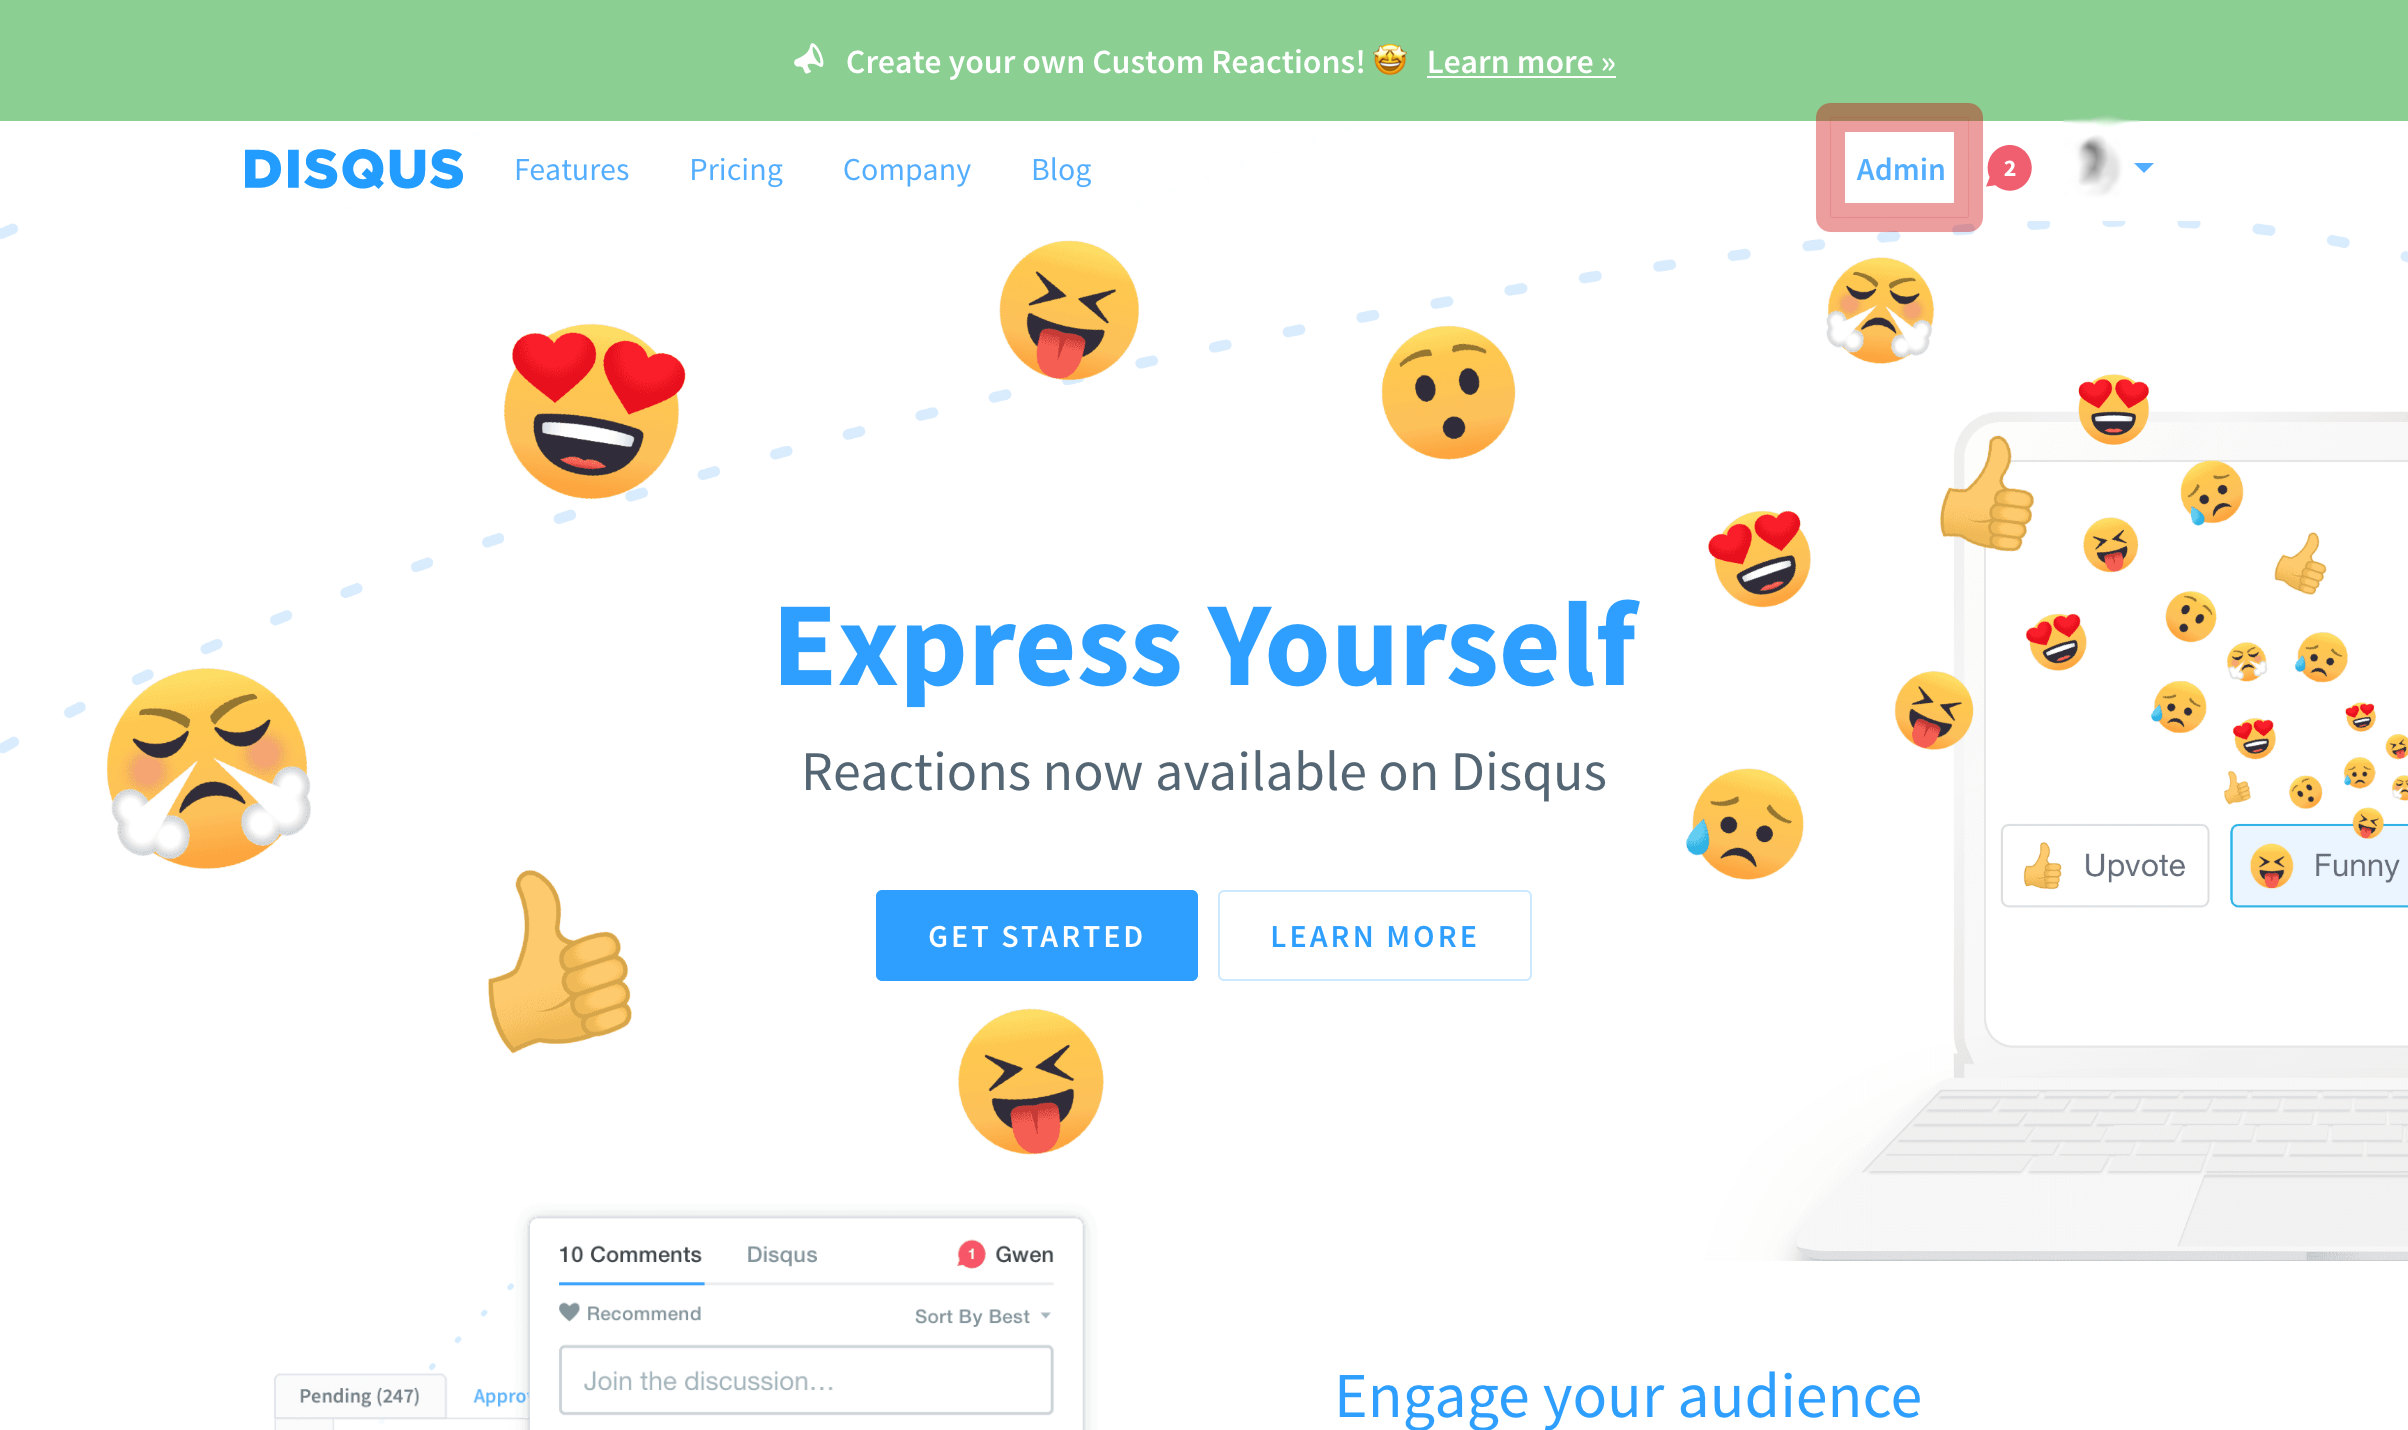 Create your own Custom Reactions! 🤩 Learn more »
DISQUS Features Pricing Company Blog Admin 2
Express Yourself
Reactions now available on Disqus
Upvote Funny
GET STARTED LEARN MORE
10 Comments Disqus 1 Gwen
Recommend Sort By Best
Join the discussion...
Pending (247)
Engage your audience